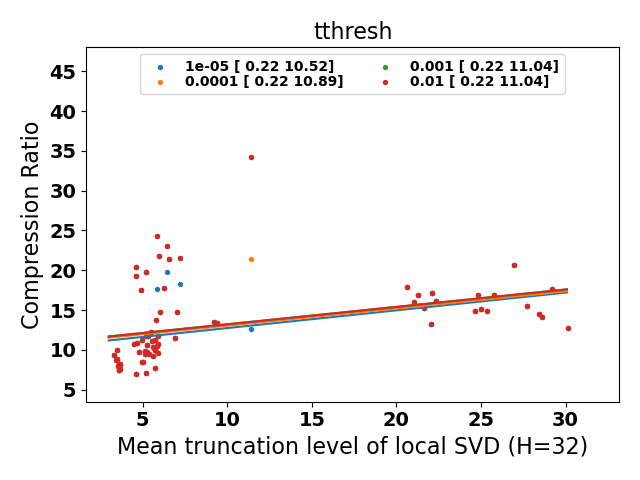 tthresh
1e-05 [ 0.22 10.52]
0.0001 [ 0.22 10.89]
0.001 [ 0.22 11.04]
0.01 [ 0.22 11.04]
Compression Ratio
45
40
35
30
25
20
15
10
5
5 10 15 20 25 30
Mean truncation level of local SVD (H=32)